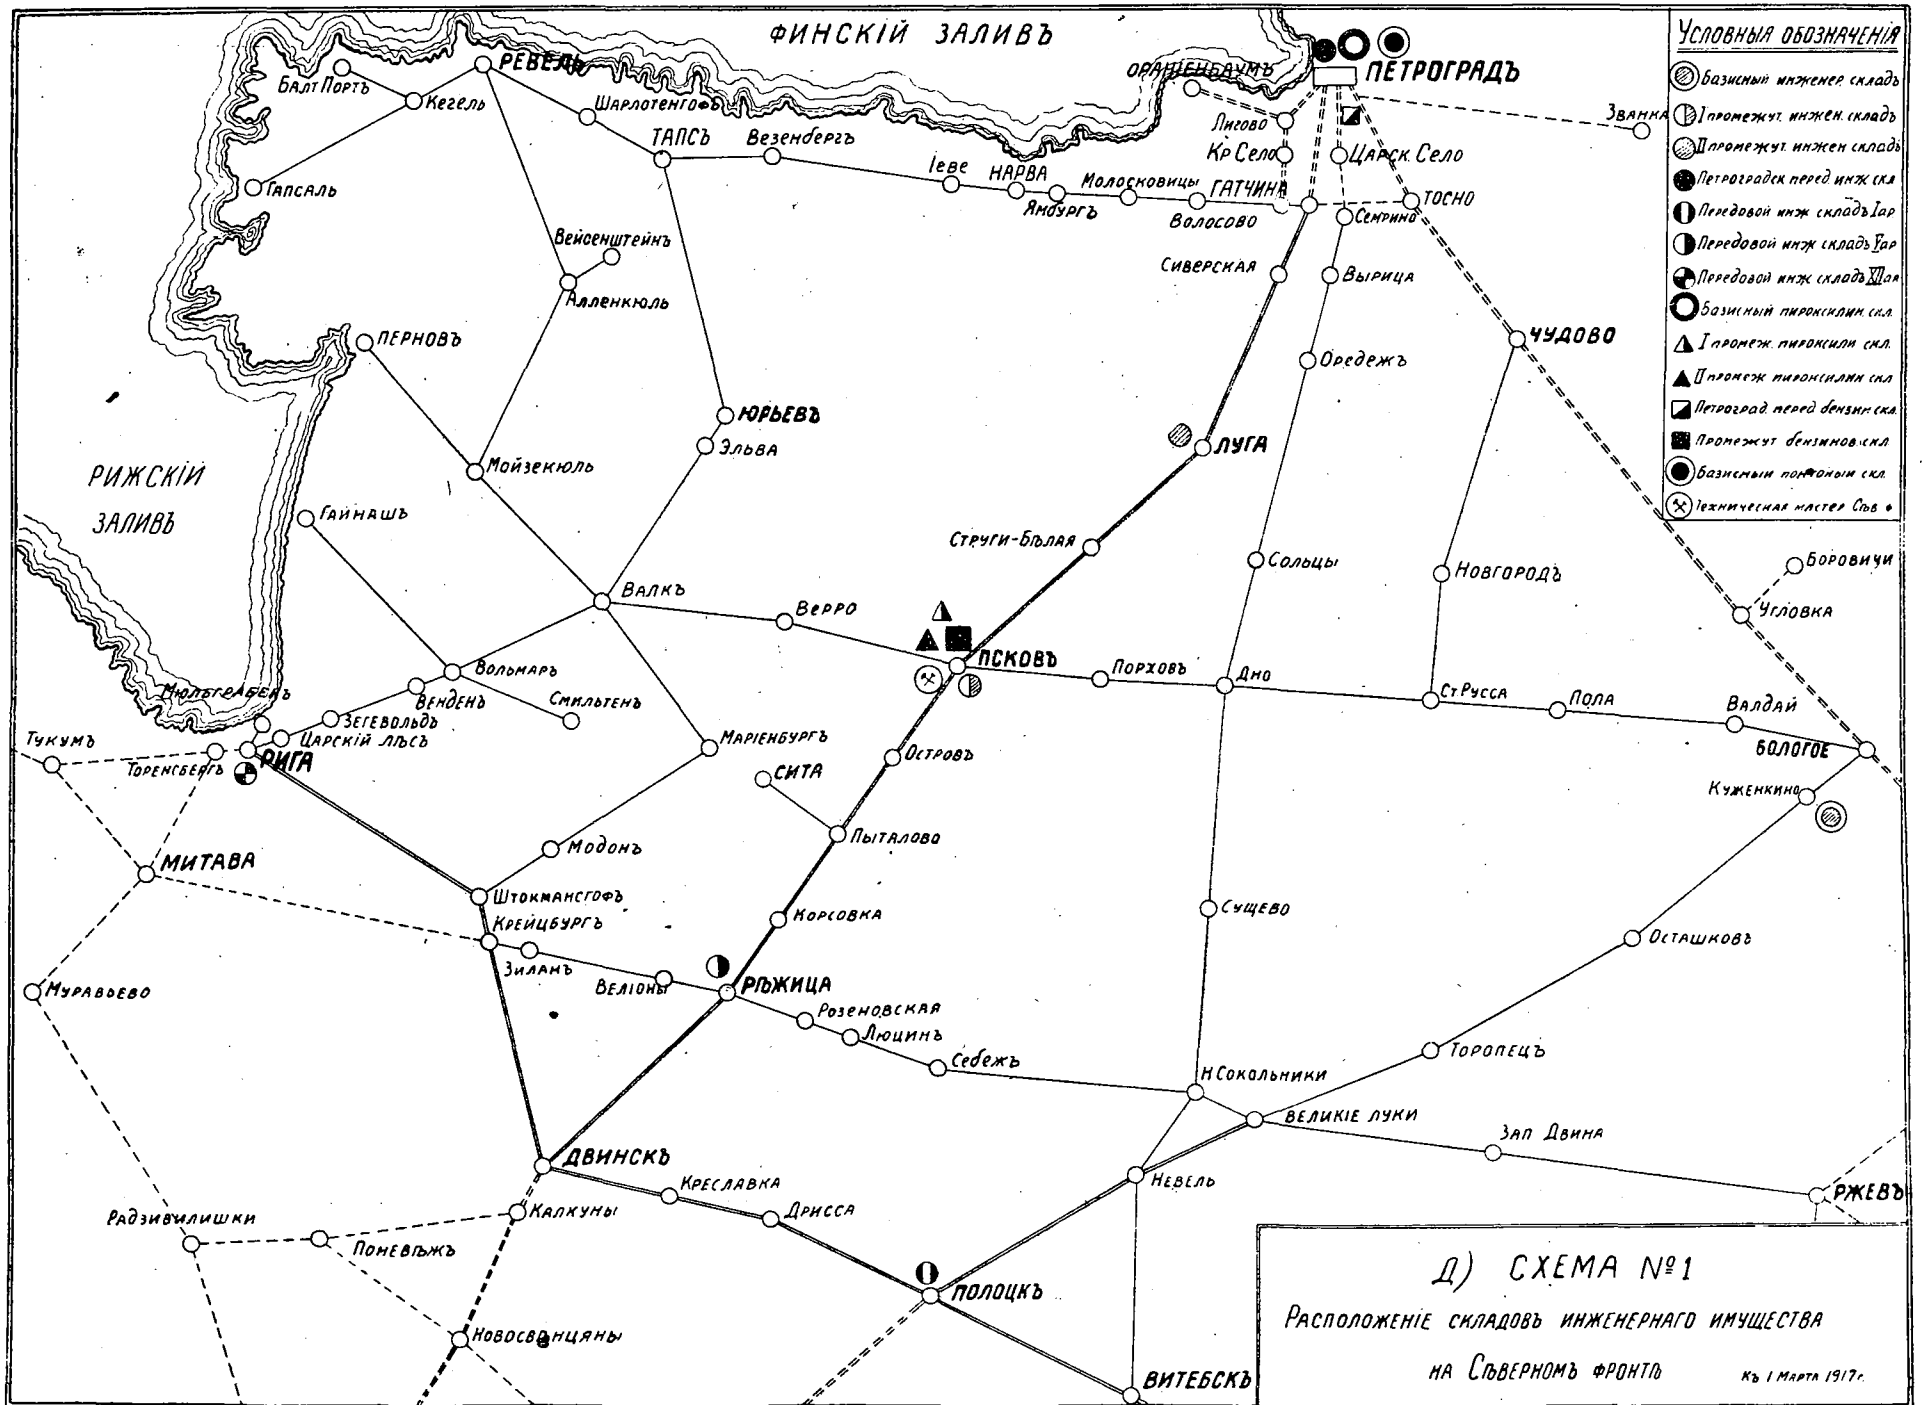 ФИНСКІЙ ЗАЛИВЪ
РИЖСКІЙ
ЗАЛИВЪ
БАЛТ ПОРТЪ
РЕВЕЛЬ
КЕГЕЛЬ
ШАРЛОТЕНГОФЪ
ТАПСЪ
ВЕЗЕНБЕРГЪ
ІЕВЕ
НАРВА
ЯМБУРГЪ
МОЛОСКОВИЦЫ
ВОЛОСОВО
ГАТЧИНА
ОРАНІЕНБАУМЪ
ПЕТРОГРАДЪ
ЛИГОВО
КР СЕЛО
ЦАРСК. СЕЛО
ЗВАНКА
ТОСНО
СЕМРИНО
ГАПСАЛЬ
ВЕЙСЕНШТЕЙНЪ
АЛЛЕНКЮЛЬ
СИВЕРСКАЯ
ВЫРИЦА
ПЕРНОВЪ
ОРЕДЕЖЪ
ЧУДОВО
ЮРЬЕВЪ
ЭЛЬВА
МОЙЗЕКЮЛЬ
ЛУГА
ГАЙНАШЪ
СТРУГИ-БѢЛАЯ
СОЛЬЦЫ
НОВГОРОДЪ
БОРОВИЧИ
УГЛОВКА
ВАЛКЪ
ВЕРРО
ПСКОВЪ
ПОРХОВЪ
ДНО
СТ.РУССА
ПОЛА
ВАЛДАЙ
БОЛОГОЕ
ВОЛЬМАРЪ
ВЕНДЕНЪ
СМИЛЬТЕНЪ
МЮЛЬГРАБЕНЪ
ЗЕГЕВОЛЬДЪ
ЦАРСКІЙ ЛѢСЪ
ТУКУМЪ
ТОРЕНСБЕРГЪ
РИГА
МАРІЕНБУРГЪ
СИТА
ОСТРОВЪ
КУЖЕНКИНО
МОДОНЪ
ПЫТАЛОВО
МИТАВА
ШТОКМАНСГОФЪ
КРЕЙЦБУРГЪ
ЗИЛАНЪ
ВЕЛІОНЫ
КОРСОВКА
СУЩЕВО
ОСТАШКОВЪ
МУРАВЬЕВО
РѢЖИЦА
РОЗЕНОВСКАЯ
ЛЮЦИНЪ
СЕБЕЖЪ
ТОРОПЕЦЪ
Н СОКОЛЬНИКИ
ВЕЛИКІЕ ЛУКИ
ЗАП ДВИНА
РЖЕВЪ
НЕВЕЛЬ
ДВИНСКЪ
КРЕСЛАВКА
ДРИССА
КАЛКУНЫ
РАДЗИВИЛИШКИ
ПОНЕВѢЖЪ
НОВОСВѢНЦЯНЫ
ПОЛОЦКЪ
ВИТЕБСКЪ
УСЛОВНЫЯ ОБОЗНАЧЕНІЯ
Базисный инженер. складъ
I промежут. инжен. складъ
II промежут. инжен складъ
Петроградск перед. инж скл
Передовой инж складъ I ар
Передовой инж складъ V ар
Передовой инж складъ XII ар
Базисный пироксилин. скл.
I промеж. пироксили скл.
II промеж пироксилин скл
Петроград. перед. бензин скл.
Промежут бензинов. скл
Базисный понтоный скл.
Техническая мастер Сѣв Ф
Д) СХЕМА №1
РАСПОЛОЖЕНІЕ СКЛАДОВЪ ИНЖЕНЕРНАГО ИМУЩЕСТВА
НА СѢВЕРНОМЪ ФРОНТѢ
КЪ 1 МАРТА 1917г.